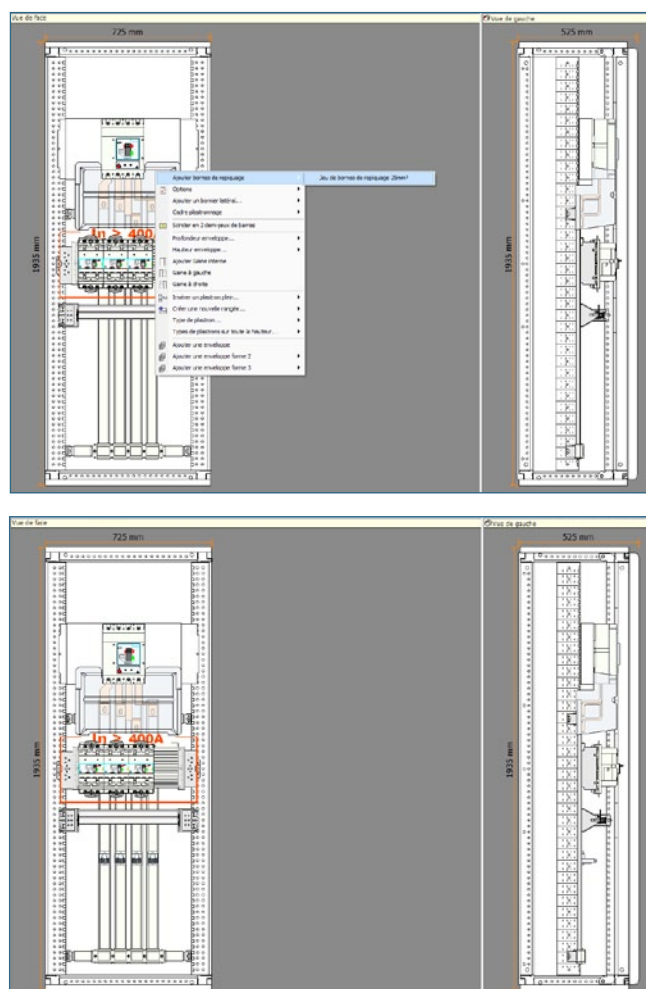 Vue de face
Vue de gauche
725 mm
525 mm
1935 mm
1935 mm
In > 400A
Ajouter bornes de repiquage
Jeu de bornes de repiquage 25mm²
Options
Ajouter un bornier latéral...
Cadre plastronnage
Scinder en 2 demi-jeux de barres
Profondeur enveloppe...
Hauteur enveloppe...
Ajouter Gaine interne
Gaine à gauche
Gaine à droite
Insérer un plastron plein...
Créer une nouvelle rangée...
Type de plastron...
Types de plastrons sur toute la hauteur...
Ajouter une enveloppe
Ajouter une enveloppe forme 2
Ajouter une enveloppe forme 3
Vue de face
Vue de gauche
725 mm
525 mm
1935 mm
1935 mm
In > 400A